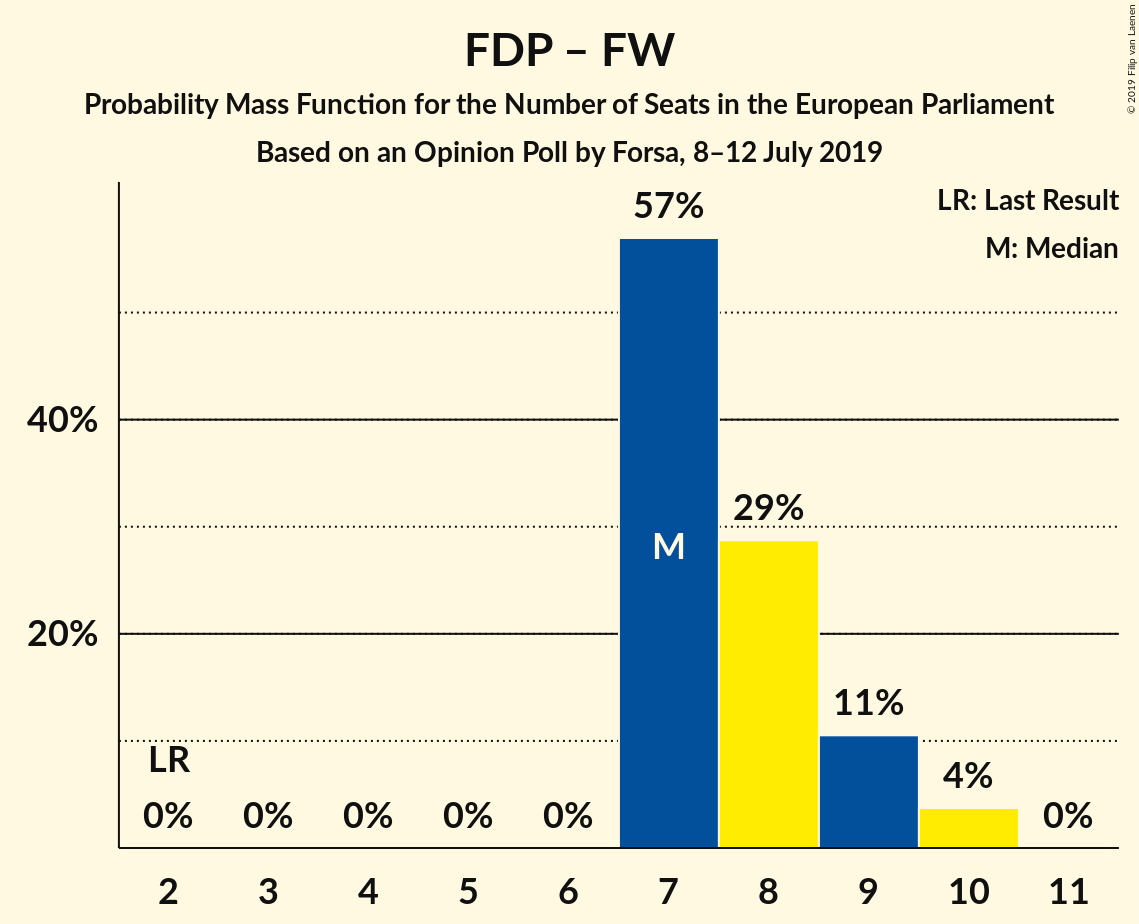 FDP – FW
Probability Mass Function for the Number of Seats in the European Parliament
Based on an Opinion Poll by Forsa, 8–12 July 2019
© 2019 Filip van Laenen
LR: Last Result
M: Median
57%
40%
29%
M
20%
11%
LR
4%
0% 0% 0% 0% 0% 0%
2 3 4 5 6 7 8 9 10 11